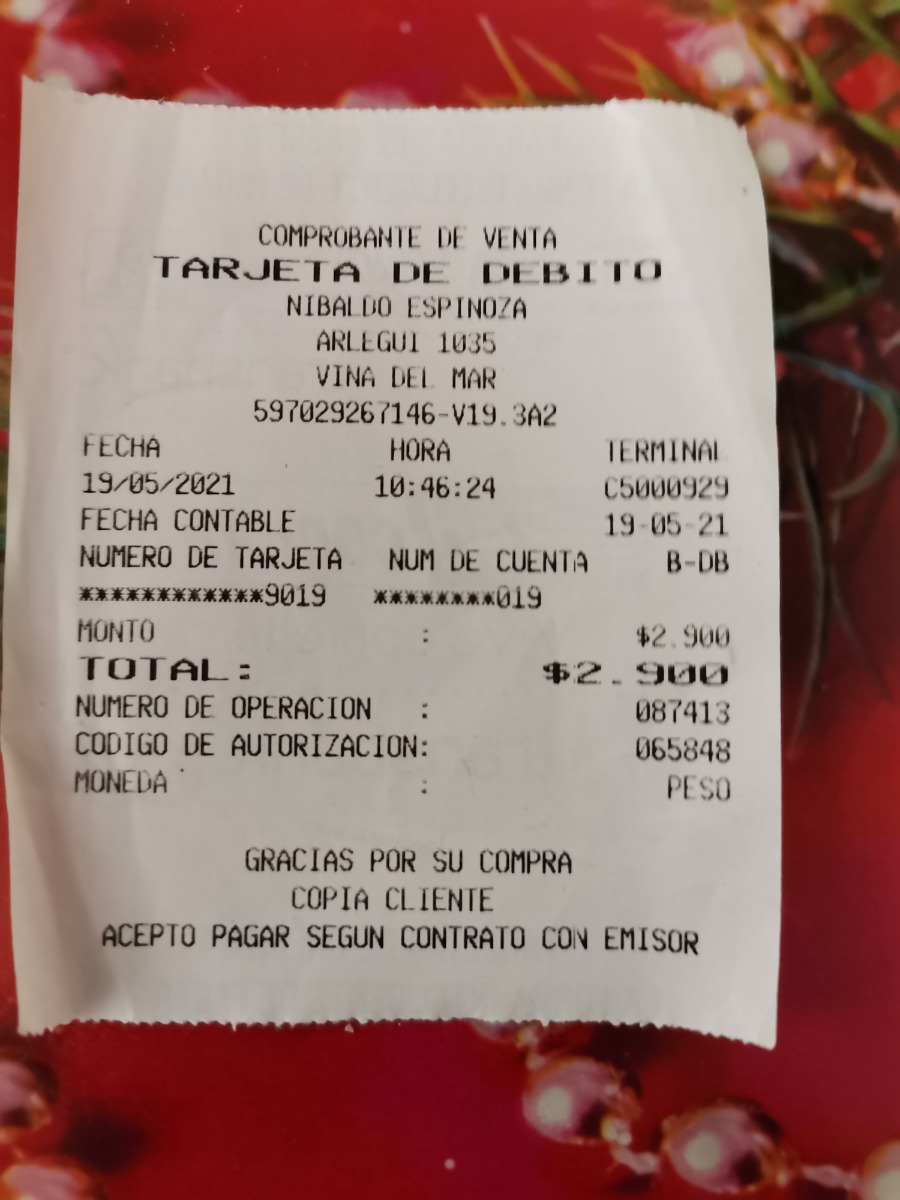 COMPROBANTE DE VENTA
TARJETA DE DEBITO
NIBALDO ESPINOZA
ARLEGUI 1035
VINA DEL MAR
597029267146-V19.3A2
FECHA HORA TERMINAL
19/05/2021 10:46:24 C5000929
FECHA CONTABLE 19-05-21
NUMERO DE TARJETA NUM DE CUENTA B-DB
************9019 ********019
MONTO : $2.900
TOTAL: $2.900
NUMERO DE OPERACION : 087413
CODIGO DE AUTORIZACION: 065848
MONEDA : PESO
GRACIAS POR SU COMPRA
COPIA CLIENTE
ACEPTO PAGAR SEGUN CONTRATO CON EMISOR